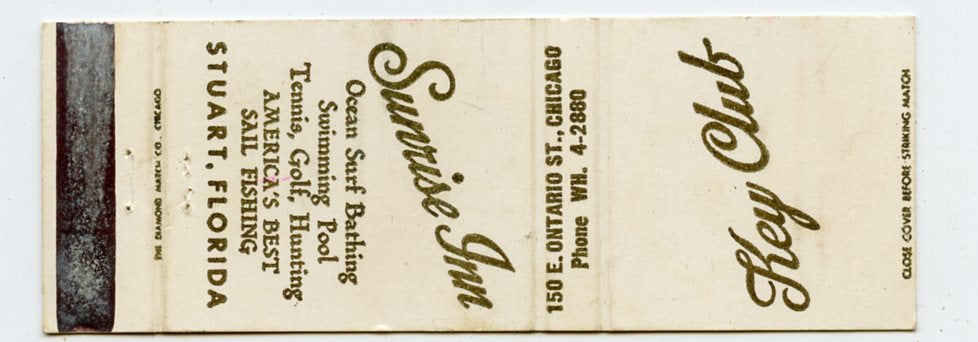 Sunrise Inn
Ocean Surf Bathing
Swimming Pool
Tennis, Golf, Hunting
AMERICA'S BEST
SAIL FISHING
STUART, FLORIDA
THE DIAMOND MATCH CO. CHICAGO
150 E. ONTARIO ST., CHICAGO
Phone WH. 4-2880
Key Club
CLOSE COVER BEFORE STRIKING MATCH